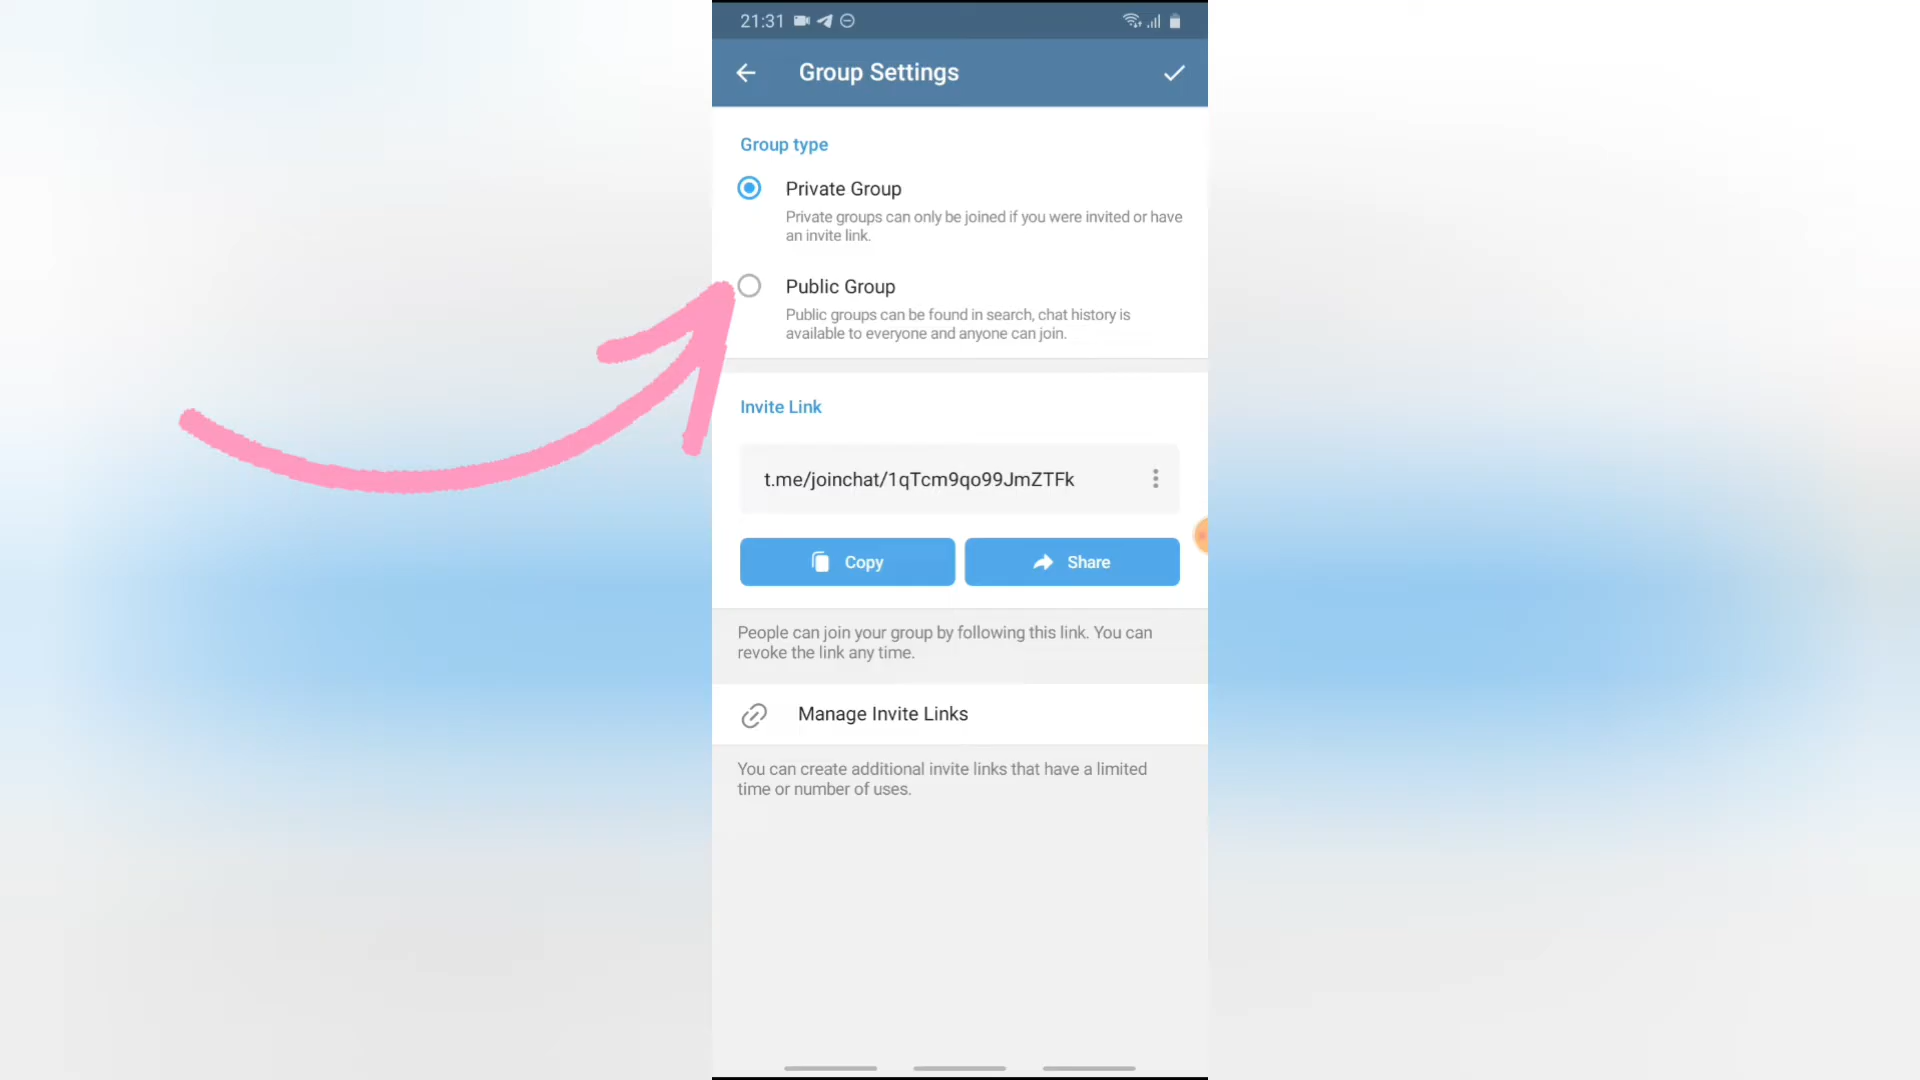 21:31
Group Settings
Group type
Private Group
Private groups can only be joined if you were invited or have
an invite link.
Public Group
Public groups can be found in search, chat history is
available to everyone and anyone can join.
Invite Link
t.me/joinchat/1qTcm9qo99JmZTFk
Copy
Share
People can join your group by following this link. You can
revoke the link any time.
Manage Invite Links
You can create additional invite links that have a limited
time or number of uses.